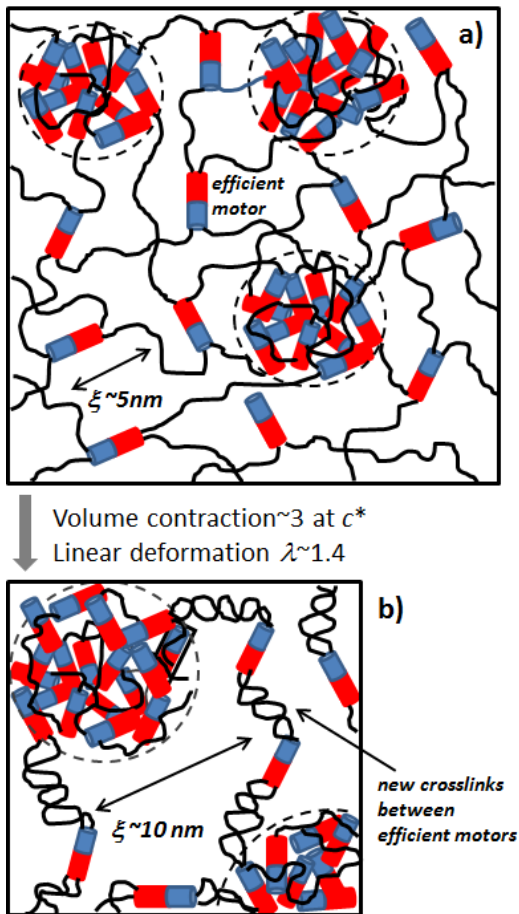 a)
efficient
motor
ξ~5nm
Volume contraction~3 at c*
Linear deformation λ~1.4
b)
new crosslinks
between
efficient motors
ξ~10 nm